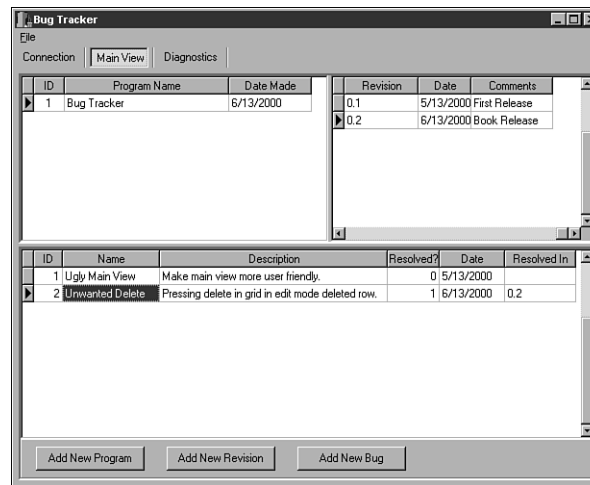 Bug Tracker
File
Connection Main View Diagnostics
ID Program Name Date Made
1 Bug Tracker 6/13/2000
Revision Date Comments
0.1 5/13/2000 First Release
0.2 6/13/2000 Book Release
ID Name Description Resolved? Date Resolved In
1 Ugly Main View Make main view more user friendly. 0 5/13/2000
2 Unwanted Delete Pressing delete in grid in edit mode deleted row. 1 6/13/2000 0.2
Add New Program Add New Revision Add New Bug